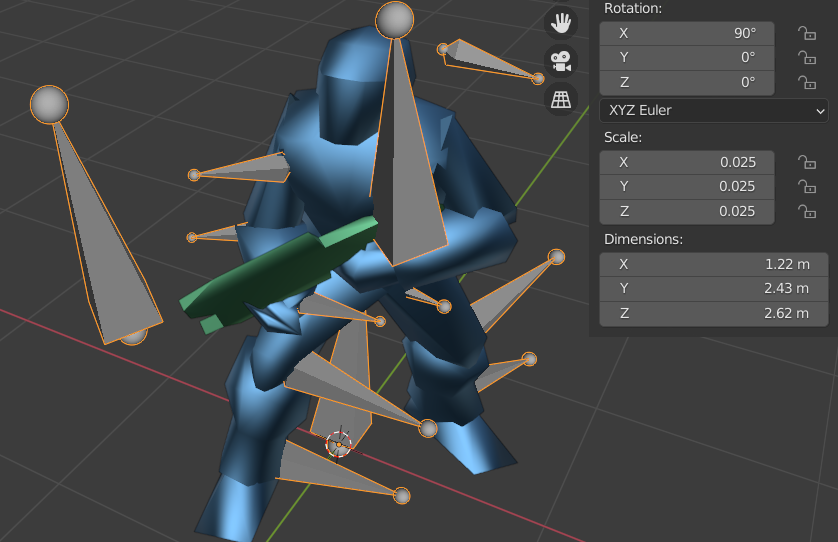 Rotation:
X 90°
Y 0°
Z 0°
XYZ Euler
Scale:
X 0.025
Y 0.025
Z 0.025
Dimensions:
X 1.22 m
Y 2.43 m
Z 2.62 m